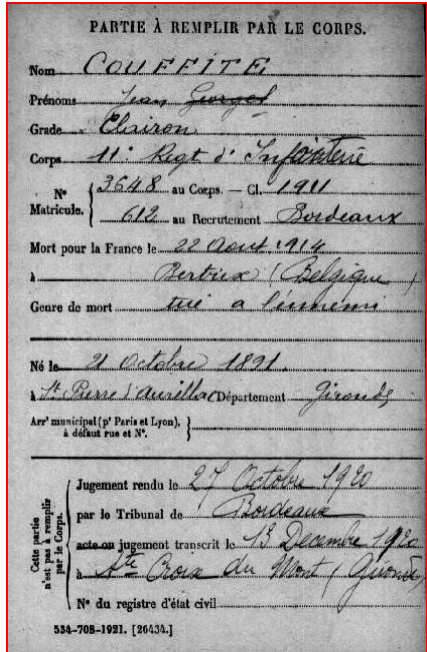 PARTIE À REMPLIR PAR LE CORPS.
Nom COUFFITE
Prénoms Jean Georges
Grade Clairon
Corps 11e Regt d'Infanterie
N° Matricule. 3648 au Corps. — Cl. 1911
612 au Recrutement Bordeaux
Mort pour la France le 22 Aout 1914
à Bertrix (Belgique)
Genre de mort tué a l'ennemi
Né le 21 Octobre 1891
à St Pierre d'Aurillac Département Gironde
Arrt municipal (pr Paris et Lyon), à défaut rue et N°.
Cette partie n'est pas à remplir par le Corps.
Jugement rendu le 27 Octobre 1920
par le Tribunal de Bordeaux
acte ou jugement transcrit le 13 Decembre 1920
à Ste Croix du Mont (Gironde)
N° du registre d'état civil
534-708-1921. [26434.]